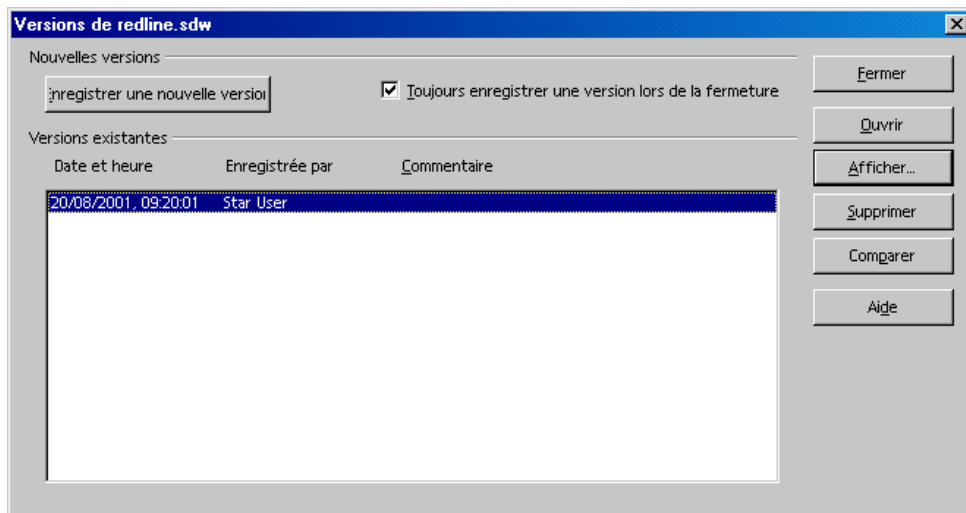 Versions de redline.sdw
Nouvelles versions
nregistrer une nouvelle version
Toujours enregistrer une version lors de la fermeture
Versions existantes
Date et heure
Enregistrée par
Commentaire
20/08/2001, 09:20:01
Star User
Fermer
Ouvrir
Afficher...
Supprimer
Comparer
Aide